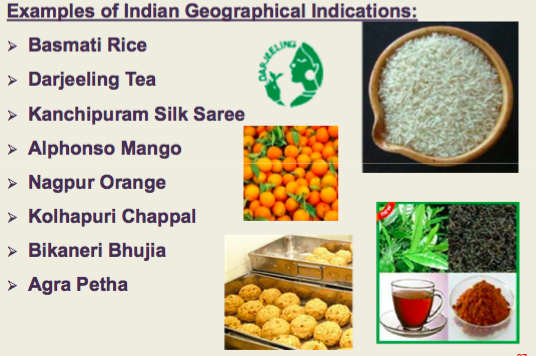 Examples of Indian Geographical Indications:
➢ Basmati Rice
➢ Darjeeling Tea
➢ Kanchipuram Silk Saree
➢ Alphonso Mango
➢ Nagpur Orange
➢ Kolhapuri Chappal
➢ Bikaneri Bhujia
➢ Agra Petha
DARJEELING